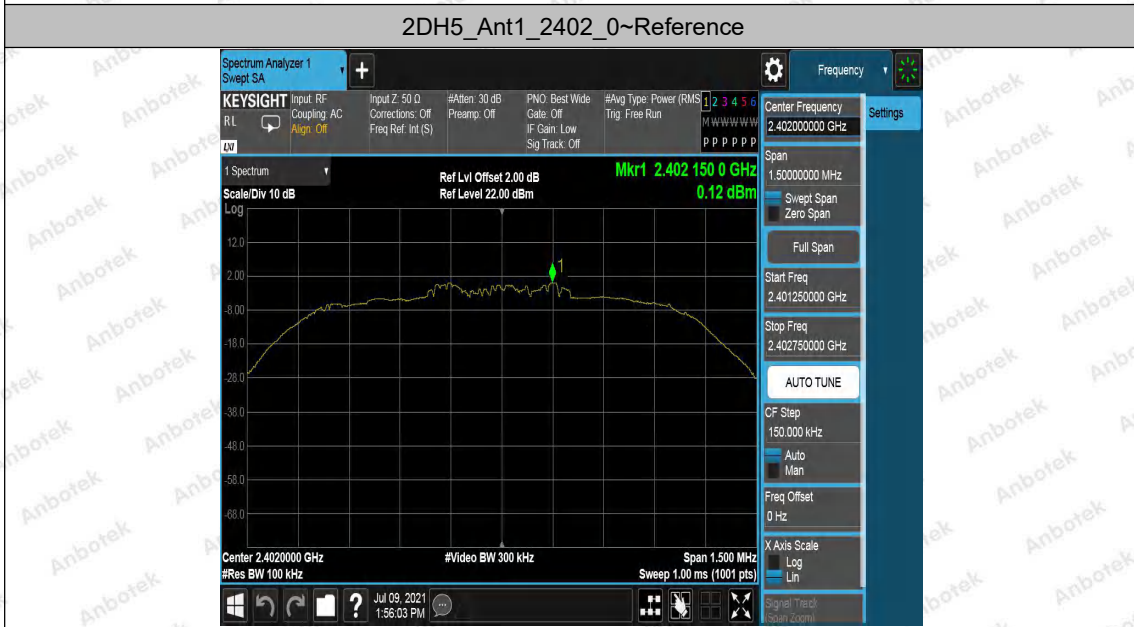 2DH5_Ant1_2402_0~Reference
Spectrum Analyzer 1
Swept SA
+
Frequency
KEYSIGHT
RL
LXI
Input: RF
Coupling: AC
Align: Off
Input Z: 50 Ω
Corrections: Off
Freq Ref: Int (S)
#Atten: 30 dB
Preamp: Off
PNO: Best Wide
Gate: Off
IF Gain: Low
Sig Track: Off
#Avg Type: Power (RMS
Trig: Free Run
1 2 3 4 5 6
M W W W W W
P P P P P P
Center Frequency
2.402000000 GHz
Settings
1 Spectrum
Scale/Div 10 dB
Ref Lvl Offset 2.00 dB
Ref Level 22.00 dBm
Mkr1 2.402 150 0 GHz
0.12 dBm
Span
1.50000000 MHz
Swept Span
Zero Span
Full Span
Start Freq
2.401250000 GHz
Stop Freq
2.402750000 GHz
AUTO TUNE
CF Step
150.000 kHz
Auto
Man
Freq Offset
0 Hz
X Axis Scale
Log
Lin
Signal Track
(Span Zoom)
Log
12.0
2.00
-8.00
-18.0
-28.0
-38.0
-48.0
-58.0
-68.0
1
Center 2.4020000 GHz
#Res BW 100 kHz
#Video BW 300 kHz
Span 1.500 MHz
Sweep 1.00 ms (1001 pts)
?
Jul 09, 2021
1:56:03 PM
Anbotek